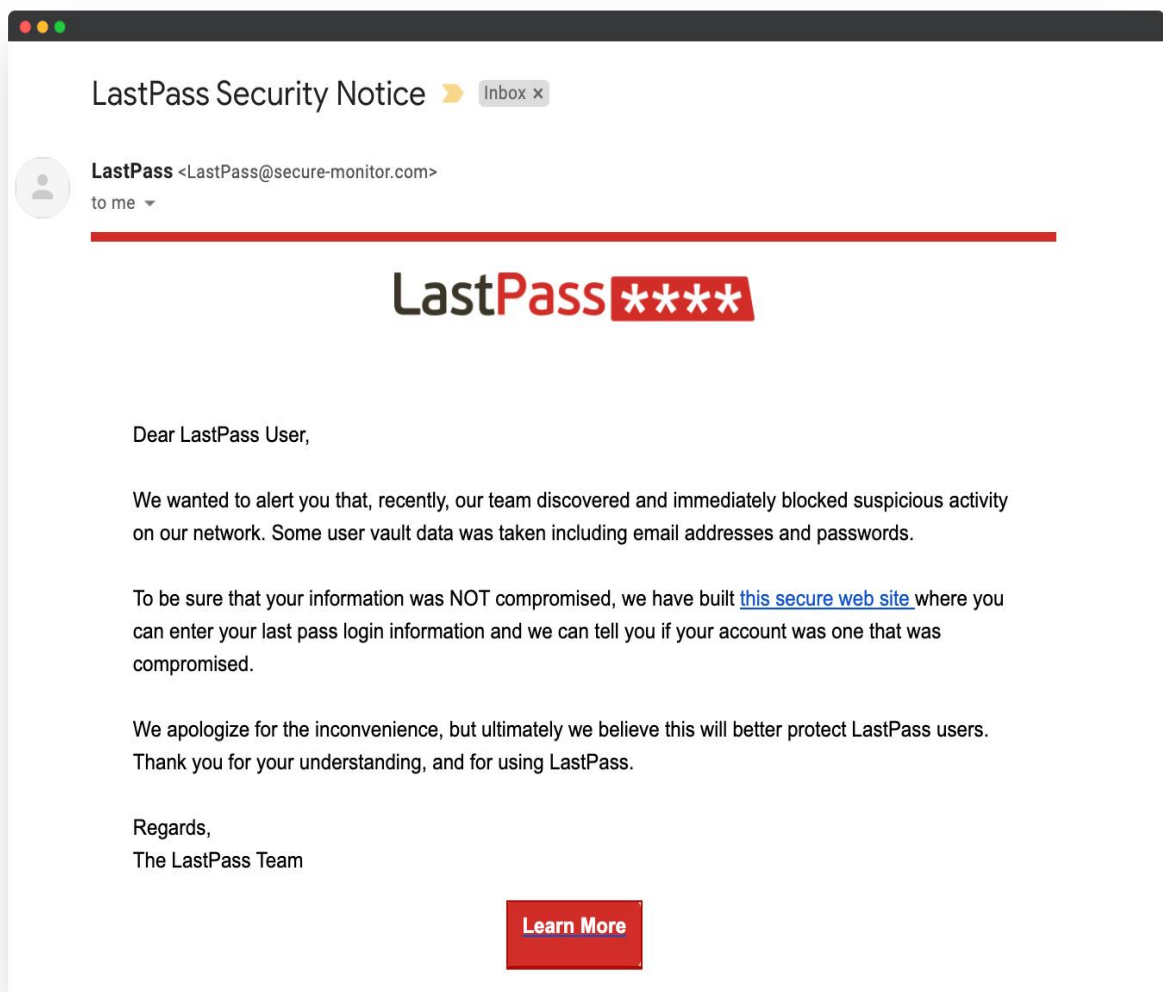 LastPass Security Notice Inbox ×
LastPass <LastPass@secure-monitor.com>
to me
LastPass ****
Dear LastPass User,
We wanted to alert you that, recently, our team discovered and immediately blocked suspicious activity
on our network. Some user vault data was taken including email addresses and passwords.
To be sure that your information was NOT compromised, we have built this secure web site where you
can enter your last pass login information and we can tell you if your account was one that was
compromised.
We apologize for the inconvenience, but ultimately we believe this will better protect LastPass users.
Thank you for your understanding, and for using LastPass.
Regards,
The LastPass Team
Learn More